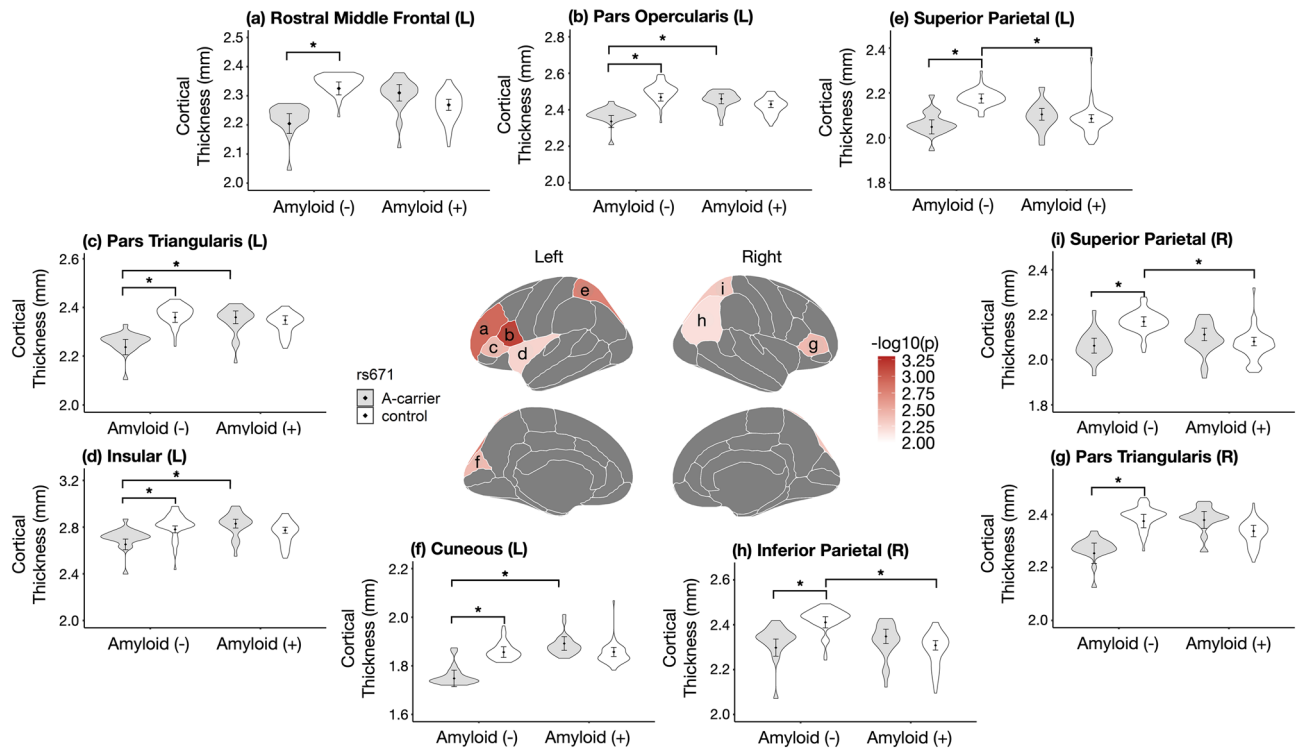 (a) Rostral Middle Frontal (L)
Cortical
Thickness (mm)
2.5
2.4
2.3
2.2
2.1
2.0
*
Amyloid (-)
Amyloid (+)
(b) Pars Opercularis (L)
Cortical
Thickness (mm)
2.8
2.6
2.4
2.2
2.0
*
*
Amyloid (-)
Amyloid (+)
(e) Superior Parietal (L)
Cortical
Thickness (mm)
2.4
2.2
2.0
1.8
*
*
Amyloid (-)
Amyloid (+)
(c) Pars Triangularis (L)
Cortical
Thickness (mm)
2.6
2.4
2.2
2.0
*
*
Amyloid (-)
Amyloid (+)
Left
Right
a
b
c
d
e
f
g
h
i
rs671
A-carrier
control
-log10(p)
3.25
3.00
2.75
2.50
2.25
2.00
(i) Superior Parietal (R)
Cortical
Thickness (mm)
2.4
2.2
2.0
1.8
*
*
Amyloid (-)
Amyloid (+)
(d) Insular (L)
Cortical
Thickness (mm)
3.2
2.8
2.4
2.0
*
*
Amyloid (-)
Amyloid (+)
(g) Pars Triangularis (R)
Cortical
Thickness (mm)
2.4
2.2
2.0
*
Amyloid (-)
Amyloid (+)
(f) Cuneous (L)
Cortical
Thickness (mm)
2.2
2.0
1.8
1.6
*
*
Amyloid (-)
Amyloid (+)
(h) Inferior Parietal (R)
Cortical
Thickness (mm)
2.6
2.4
2.2
2.0
*
*
Amyloid (-)
Amyloid (+)